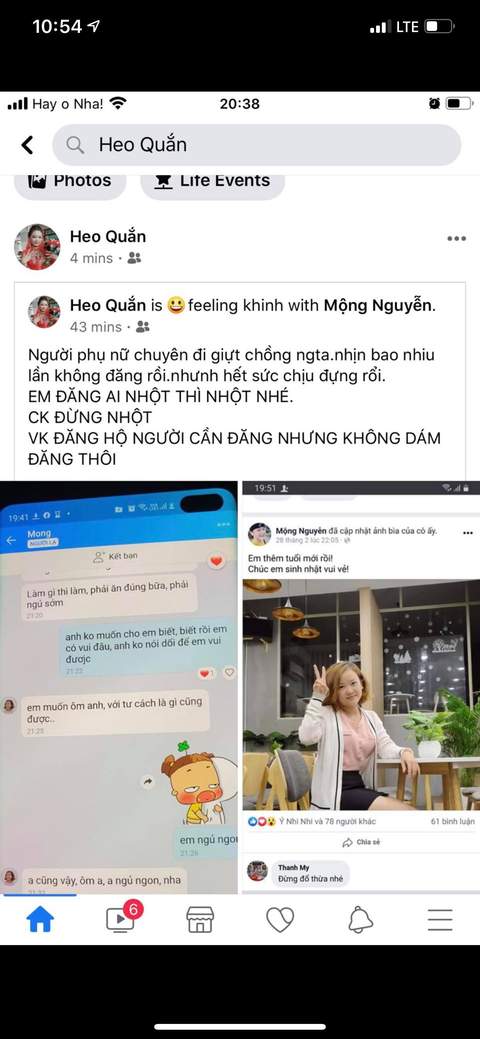 10:54
LTE
Hay o Nha!
20:38
Heo Quắn
Photos
Life Events
Heo Quắn
4 mins
Heo Quắn is 😀 feeling khinh with Mộng Nguyễn.
43 mins
Người phụ nữ chuyên đi giựt chồng ngta.nhịn bao nhiu
lần không đăng rồi.nhưnh hết sức chịu đựng rổi.
EM ĐĂNG AI NHỘT THÌ NHỘT NHÉ.
CK ĐỪNG NHỘT
VK ĐĂNG HỘ NGƯỜI CẦN ĐĂNG NHƯNG KHÔNG DÁM
ĐĂNG THÔI
19:41
Mong
NGƯỜI LẠ
Kết bạn
Làm gì thì làm, phải ăn đúng bữa, phải
ngủ sớm
21:20
anh ko muốn cho em biết, biết rồi em
có vui đâu, anh ko nói dối để em vui
đươjc
21:22
1
em muốn ôm anh, với tư cách là gì cũng
được..
21:25
em ngủ ngon
21:26
a cũng vậy, ôm a, a ngủ ngon, nha
19:51
Mộng Nguyễn đã cập nhật ảnh bìa của cô ấy.
28 tháng 2 lúc 22:05
Em thêm tuổi mới rồi!
Chúc em sinh nhật vui vẻ!
Ý Nhi Nhi và 78 người khác
61 bình luận
Chia sẻ
Thanh My
Đừng đổ thừa nhé
6